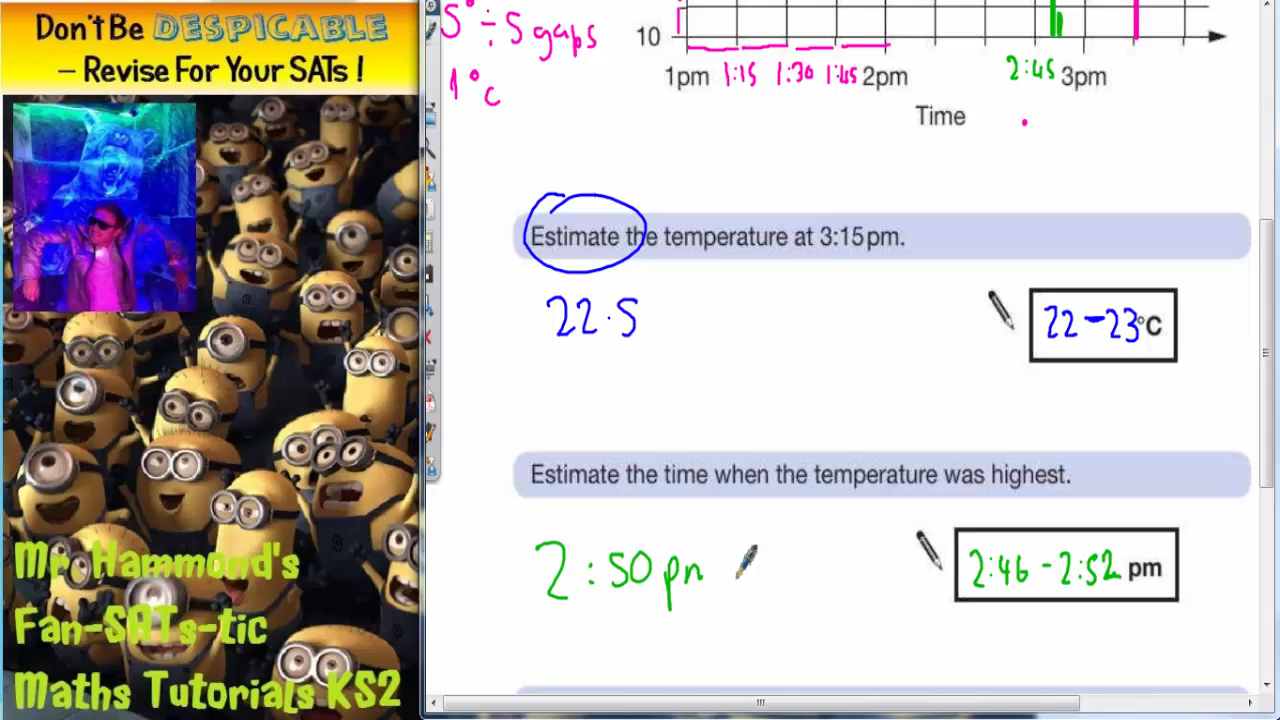 Don't Be DESPICABLE
– Revise For Your SATs !
5° ÷ 5 gaps
1°c
10
1pm 1:15 1:30 1:45 2pm 2:45 3pm
Time
Estimate the temperature at 3:15 pm.
22.5
22 - 23 °C
Estimate the time when the temperature was highest.
2:50 pm
2:46 - 2:52 pm
Mr Hammond's
Fan-SATs-tic
Maths Tutorials KS2